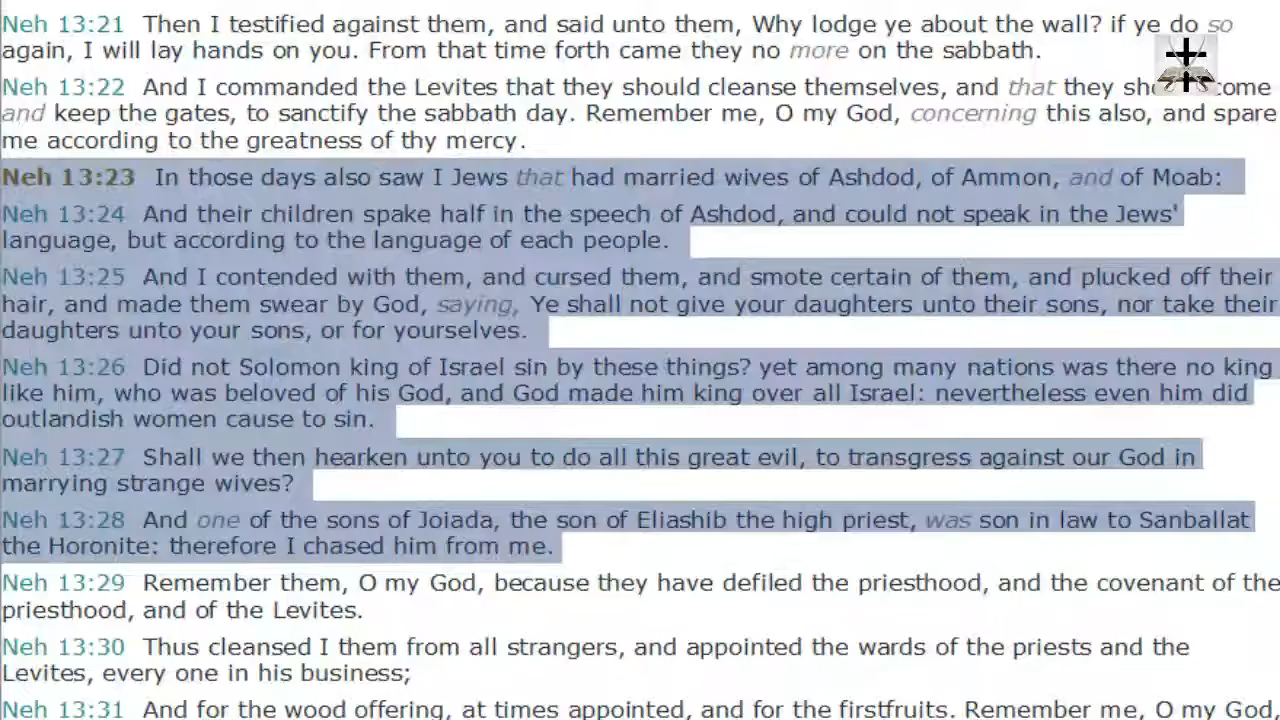 Neh 13:21 Then I testified against them, and said unto them, Why lodge ye about the wall? if ye do so
again, I will lay hands on you. From that time forth came they no more on the sabbath.
Neh 13:22 And I commanded the Levites that they should cleanse themselves, and that they sh ome
and keep the gates, to sanctify the sabbath day. Remember me, O my God, concerning this also, and spare
me according to the greatness of thy mercy.
Neh 13:23 In those days also saw I Jews that had married wives of Ashdod, of Ammon, and of Moab:
Neh 13:24 And their children spake half in the speech of Ashdod, and could not speak in the Jews'
language, but according to the language of each people.
Neh 13:25 And I contended with them, and cursed them, and smote certain of them, and plucked off their
hair, and made them swear by God, saying, Ye shall not give your daughters unto their sons, nor take their
daughters unto your sons, or for yourselves.
Neh 13:26 Did not Solomon king of Israel sin by these things? yet among many nations was there no king
like him, who was beloved of his God, and God made him king over all Israel: nevertheless even him did
outlandish women cause to sin.
Neh 13:27 Shall we then hearken unto you to do all this great evil, to transgress against our God in
marrying strange wives?
Neh 13:28 And one of the sons of Joiada, the son of Eliashib the high priest, was son in law to Sanballat
the Horonite: therefore I chased him from me.
Neh 13:29 Remember them, O my God, because they have defiled the priesthood, and the covenant of the
priesthood, and of the Levites.
Neh 13:30 Thus cleansed I them from all strangers, and appointed the wards of the priests and the
Levites, every one in his business;
Neh 13:31 And for the wood offering, at times appointed, and for the firstfruits. Remember me, O my God,